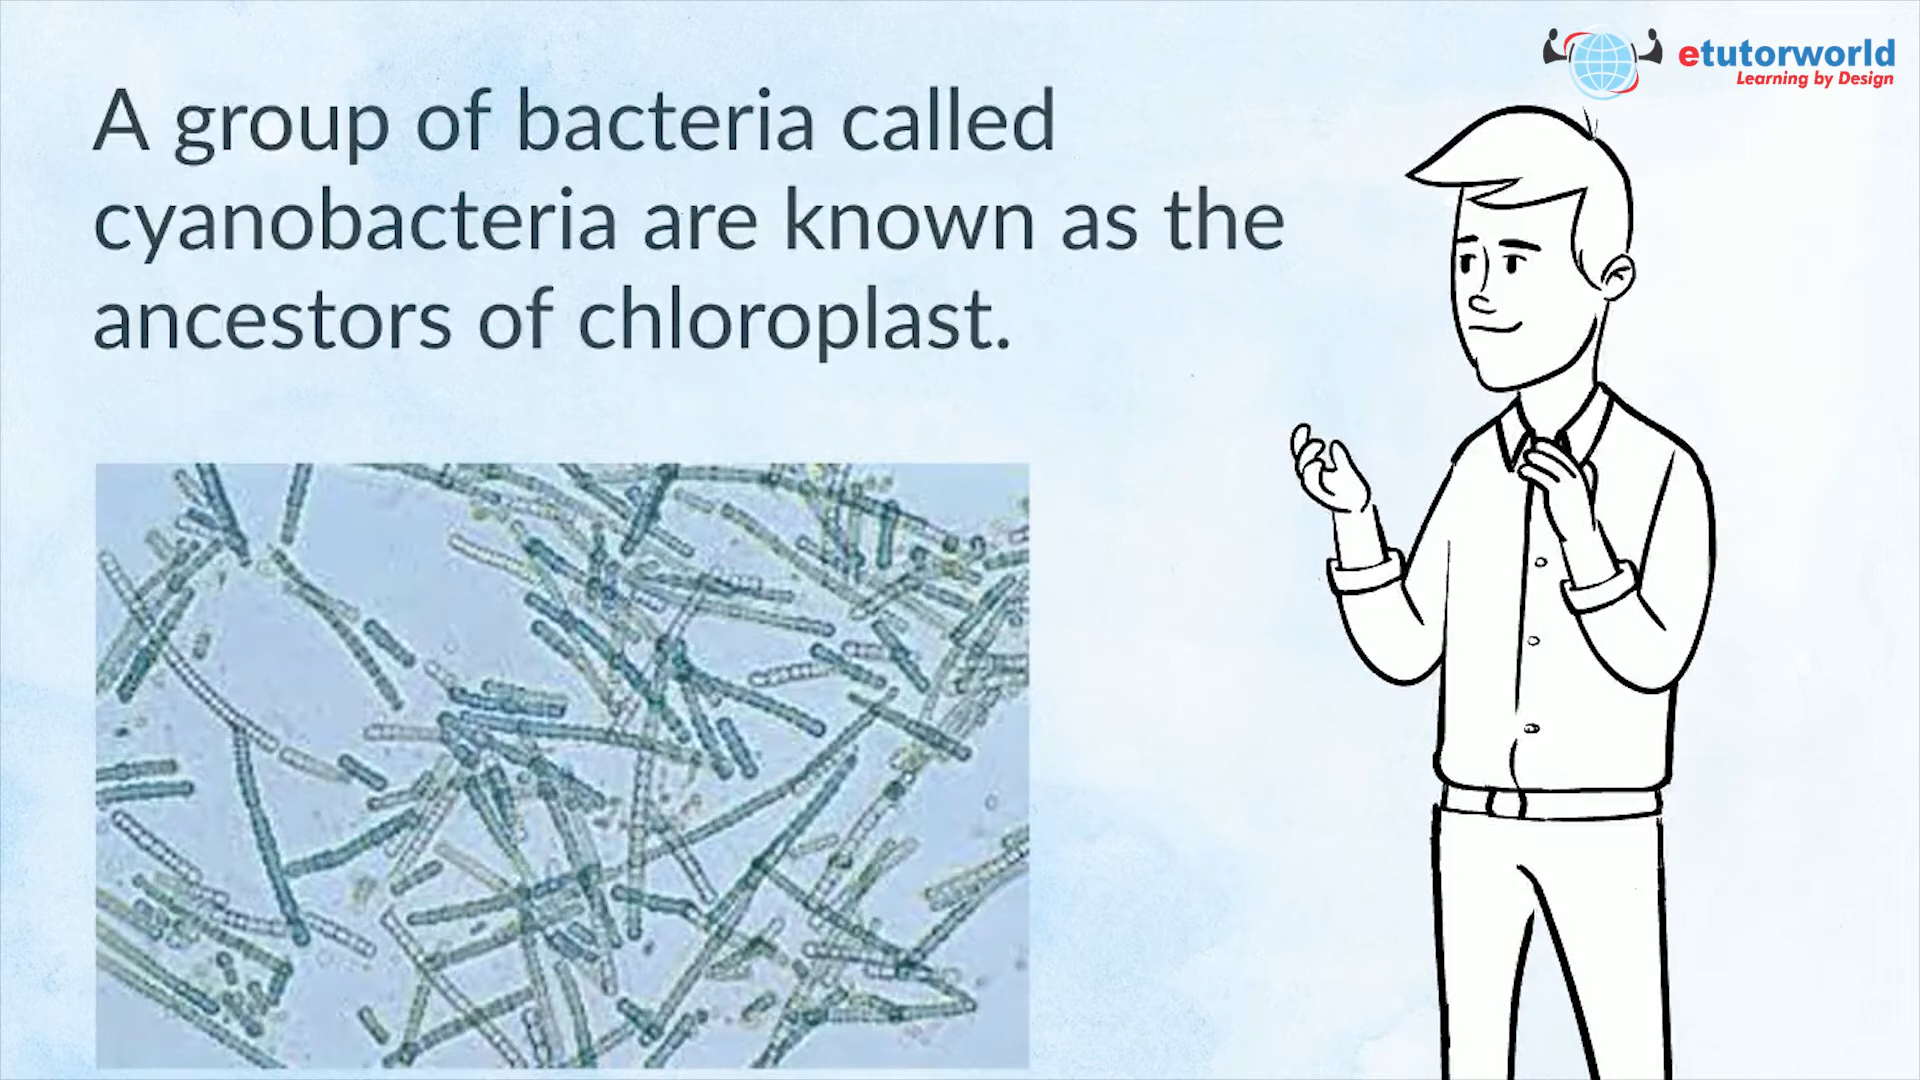 etutorworld
Learning by Design
A group of bacteria called
cyanobacteria are known as the
ancestors of chloroplast.